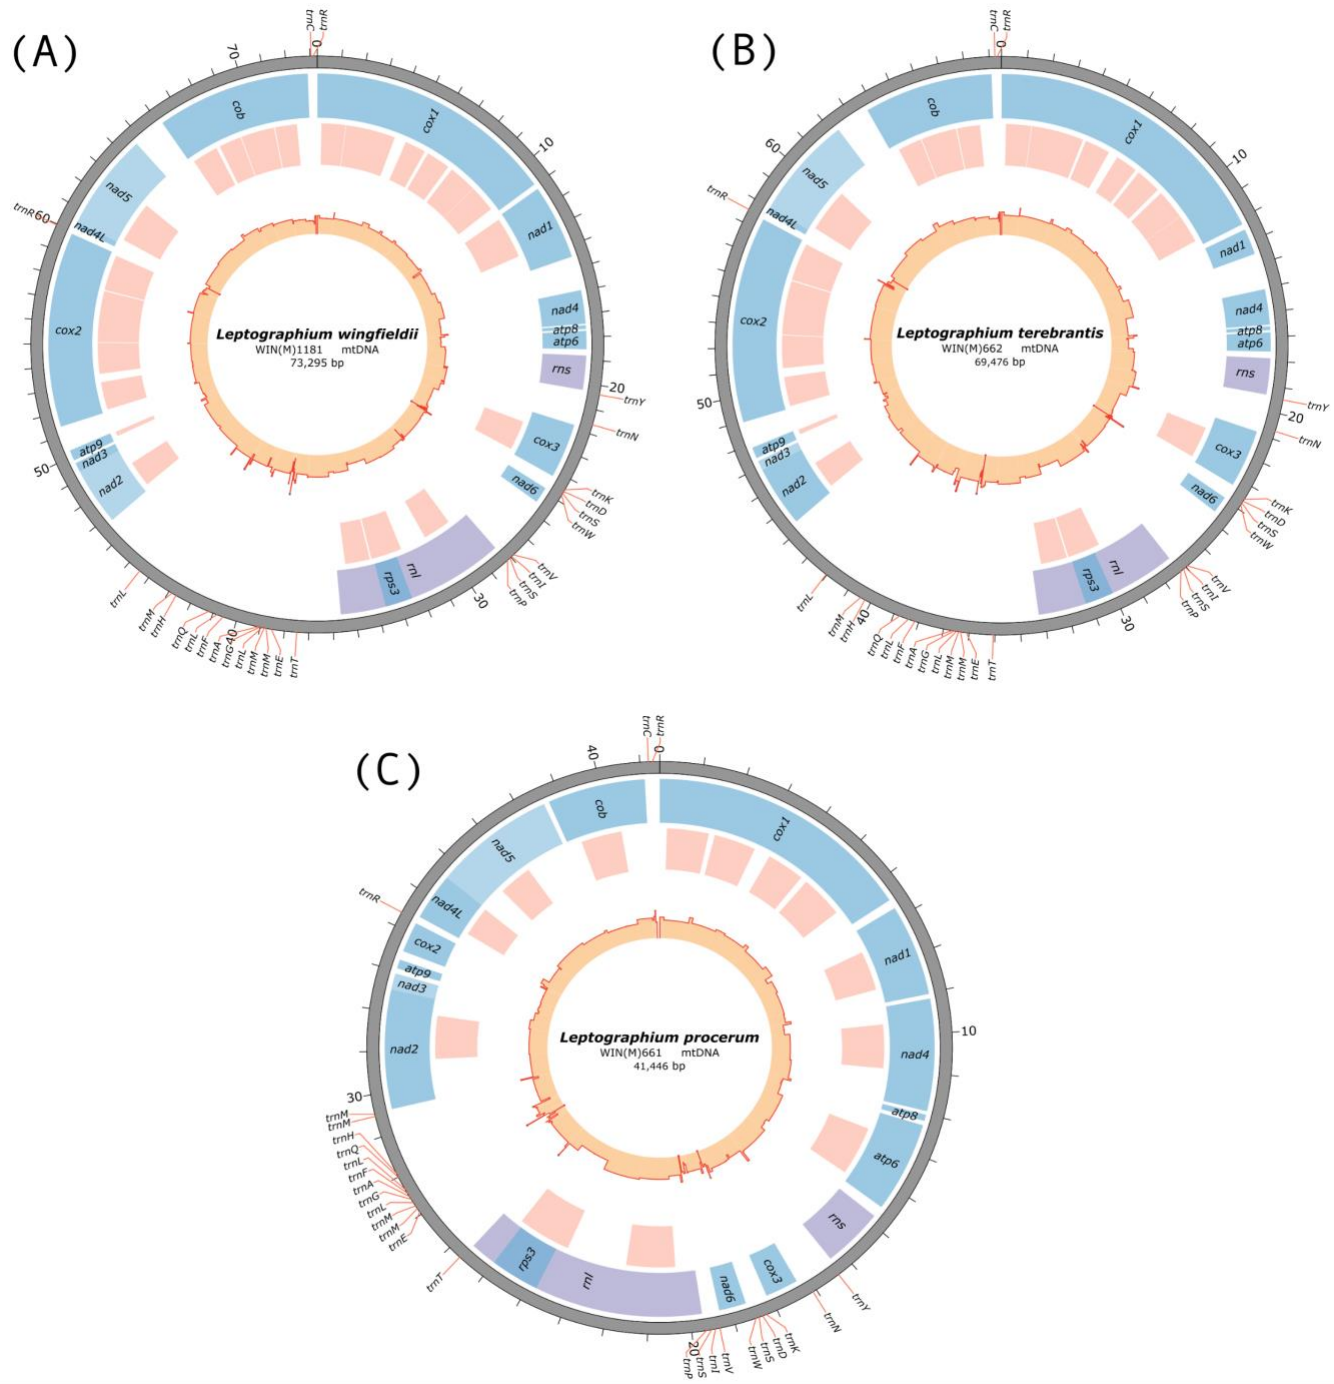 (A)
trnC
trnR
0
cox1
10
nad1
nad4
atp8
atp6
rns
20
trnY
trnN
cox3
nad6
trnK
trnD
trnS
trnW
trnV
trnI
trnS
trnP
30
rnl
rps3
trnT
trnE
trnM
trnM
trnL
trnG
40
trnA
trnF
trnL
trnQ
trnH
trnM
trnL
nad2
nad3
atp9
50
cox2
nad4L
trnR
60
nad5
70
cob
Leptographium wingfieldii
WIN(M)1181 mtDNA
73,295 bp
(B)
trnC
trnR
0
cox1
10
nad1
nad4
atp8
atp6
rns
trnY
20
trnN
cox3
nad6
trnK
trnD
trnS
trnW
trnV
trnI
trnS
trnP
30
rnl
rps3
trnT
trnE
trnM
trnM
trnL
trnG
trnA
trnF
trnL
trnQ
40
trnH
trnM
trnL
nad2
nad3
atp9
50
cox2
nad4L
trnR
nad5
60
cob
Leptographium terebrantis
WIN(M)662 mtDNA
69,476 bp
(C)
trnC
trnR
0
cox1
nad1
10
nad4
atp8
atp6
rns
trnY
trnN
cox3
nad6
trnK
trnD
trnS
trnW
trnV
trnI
trnS
trnP
20
rnl
rps3
trnT
trnE
trnM
trnM
trnL
trnG
trnA
trnF
trnL
trnQ
trnH
trnM
trnM
30
nad2
nad3
atp9
cox2
trnR
nad4L
nad5
40
cob
Leptographium procerum
WIN(M)661 mtDNA
41,446 bp